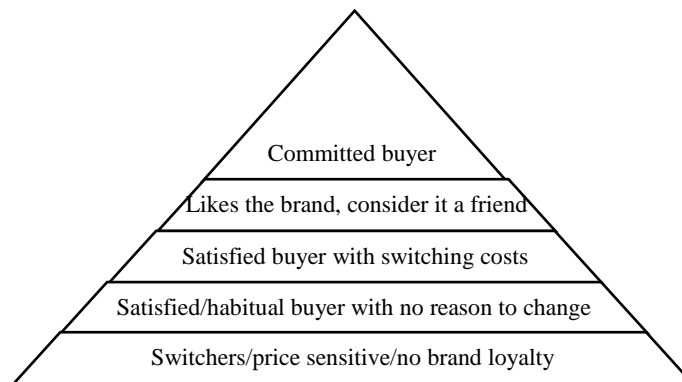 Committed buyer
Likes the brand, consider it a friend
Satisfied buyer with switching costs
Satisfied/habitual buyer with no reason to change
Switchers/price sensitive/no brand loyalty